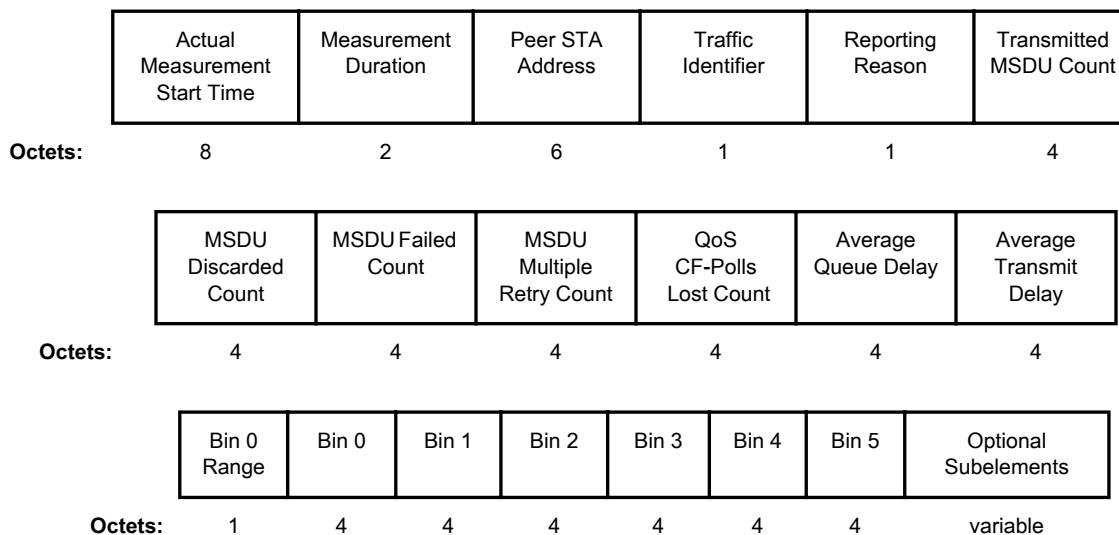 Actual Measurement Start Time
Measurement Duration
Peer STA Address
Traffic Identifier
Reporting Reason
Transmitted MSDU Count
Octets: 8 2 6 1 1 4
MSDU Discarded Count
MSDU Failed Count
MSDU Multiple Retry Count
QoS CF-Polls Lost Count
Average Queue Delay
Average Transmit Delay
Octets: 4 4 4 4 4 4
Bin 0 Range
Bin 0
Bin 1
Bin 2
Bin 3
Bin 4
Bin 5
Optional Subelements
Octets: 1 4 4 4 4 4 4 variable